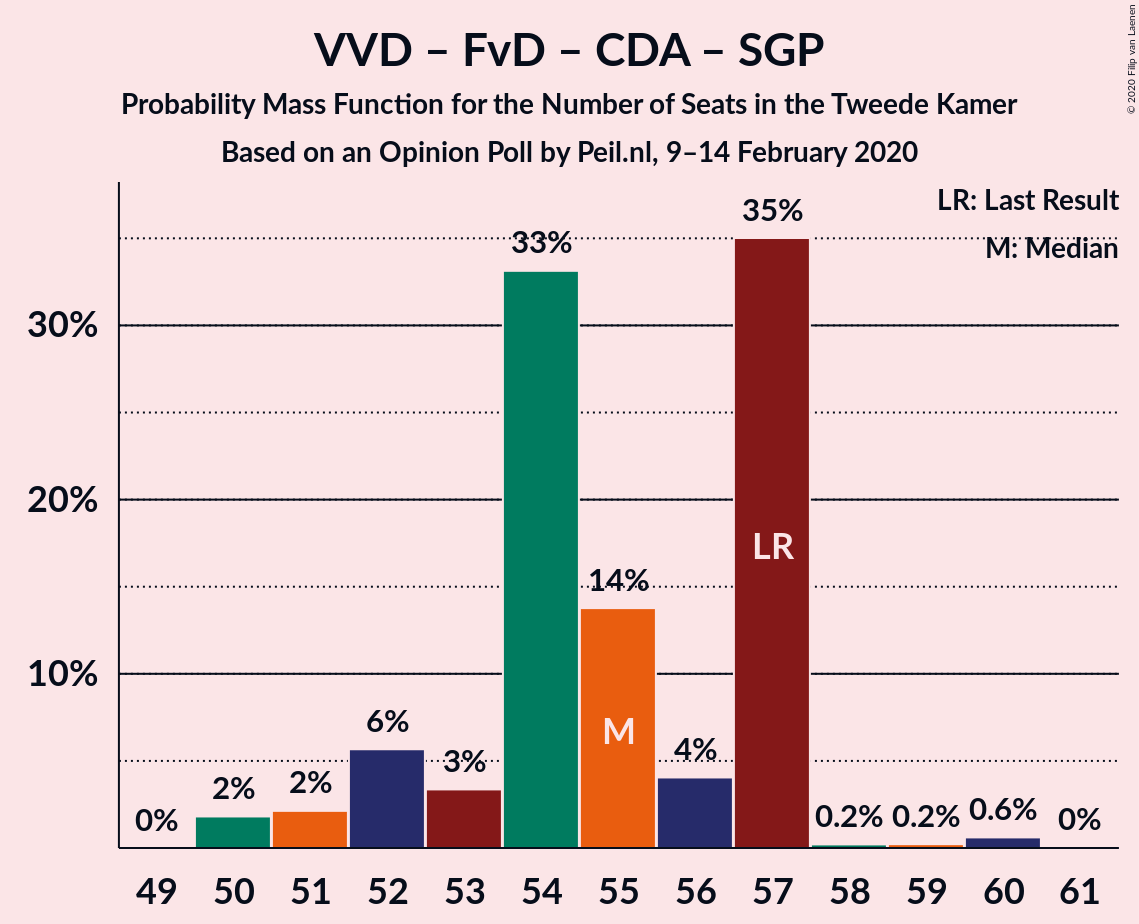 VVD – FvD – CDA – SGP
Probability Mass Function for the Number of Seats in the Tweede Kamer
Based on an Opinion Poll by Peil.nl, 9–14 February 2020
© 2020 Filip van Laenen
LR: Last Result
M: Median
35%
33%
30%
20%
14%
10%
LR
M
6%
4%
3%
2%
2%
0%
0.2%
0.2%
0.6%
0%
49 50 51 52 53 54 55 56 57 58 59 60 61